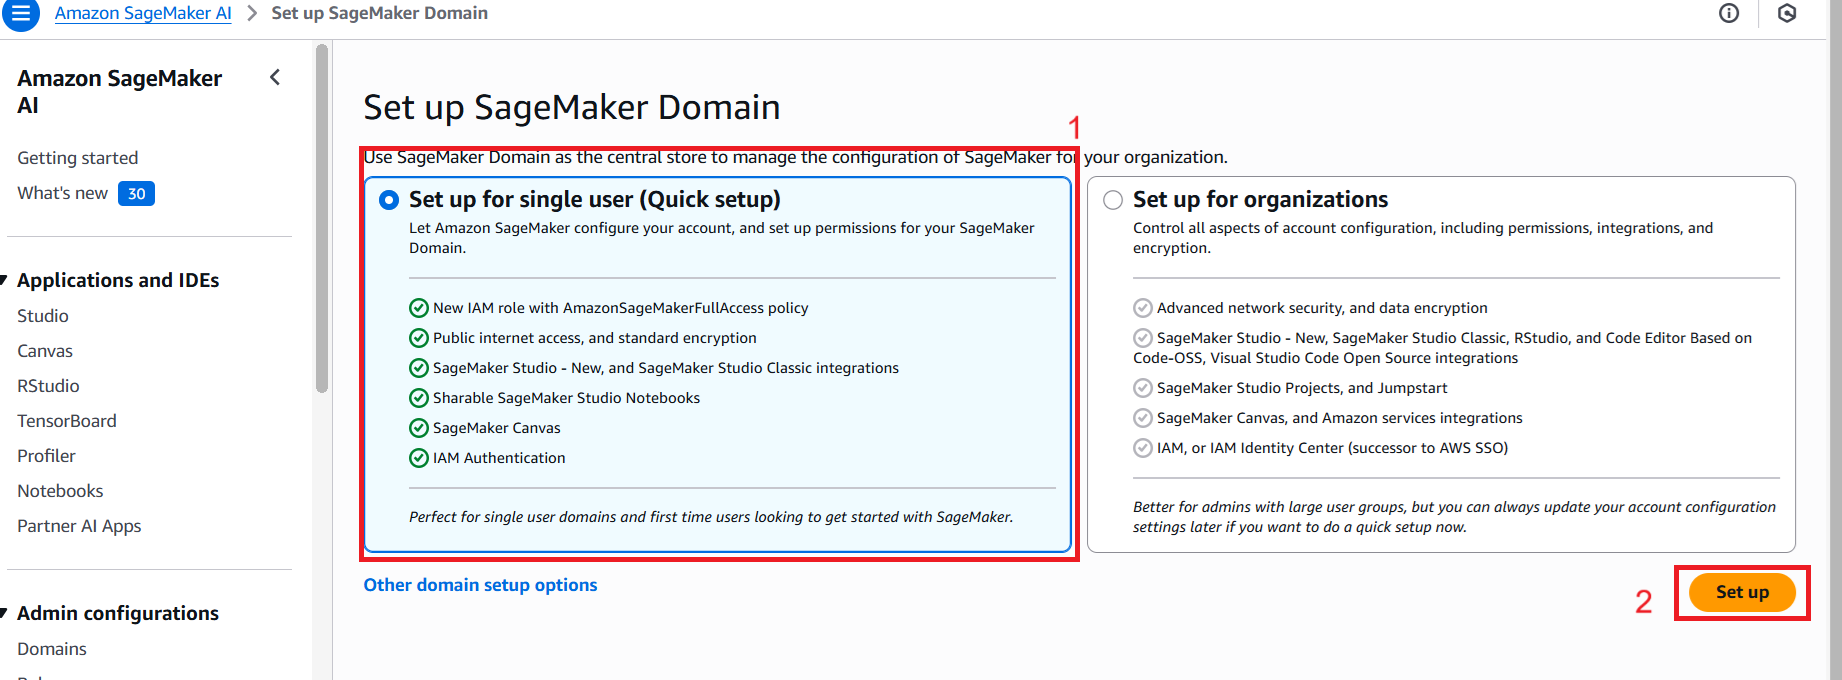 Amazon SageMaker AI > Set up SageMaker Domain
Amazon SageMaker
AI
Getting started
What's new 30
Applications and IDEs
Studio
Canvas
RStudio
TensorBoard
Profiler
Notebooks
Partner AI Apps
Admin configurations
Domains
Set up SageMaker Domain
1
Use SageMaker Domain as the central store to manage the configuration of SageMaker for your organization.
Set up for single user (Quick setup)
Let Amazon SageMaker configure your account, and set up permissions for your SageMaker
Domain.
New IAM role with AmazonSageMakerFullAccess policy
Public internet access, and standard encryption
SageMaker Studio - New, and SageMaker Studio Classic integrations
Sharable SageMaker Studio Notebooks
SageMaker Canvas
IAM Authentication
Perfect for single user domains and first time users looking to get started with SageMaker.
Set up for organizations
Control all aspects of account configuration, including permissions, integrations, and
encryption.
Advanced network security, and data encryption
SageMaker Studio - New, SageMaker Studio Classic, RStudio, and Code Editor Based on
Code-OSS, Visual Studio Code Open Source integrations
SageMaker Studio Projects, and Jumpstart
SageMaker Canvas, and Amazon services integrations
IAM, or IAM Identity Center (successor to AWS SSO)
Better for admins with large user groups, but you can always update your account configuration
settings later if you want to do a quick setup now.
Other domain setup options
2
Set up